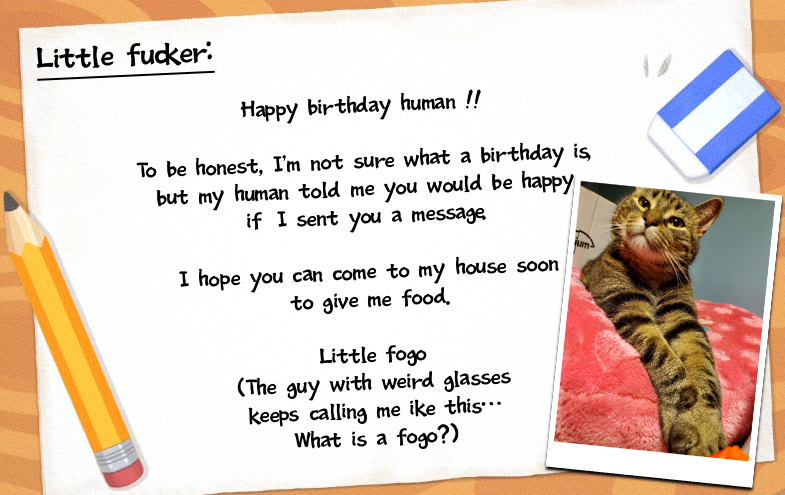 Little fucker:
Happy birthday human !!
To be honest, I'm not sure what a birthday is,
but my human told me you would be happy
if I sent you a message.
I hope you can come to my house soon
to give me food.
Little fogo
(The guy with weird glasses
keeps calling me ike this...
What is a fogo?)